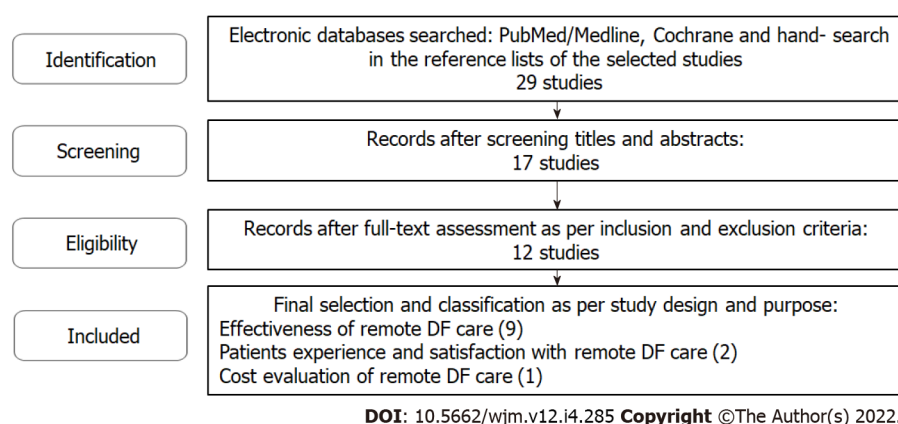 Identification
Electronic databases searched: PubMed/Medline, Cochrane and hand- search
in the reference lists of the selected studies
29 studies
Screening
Records after screening titles and abstracts:
17 studies
Eligibility
Records after full-text assessment as per inclusion and exclusion criteria:
12 studies
Included
Final selection and classification as per study design and purpose:
Effectiveness of remote DF care (9)
Patients experience and satisfaction with remote DF care (2)
Cost evaluation of remote DF care (1)
DOI: 10.5662/wjm.v12.i4.285 Copyright ©The Author(s) 2022.